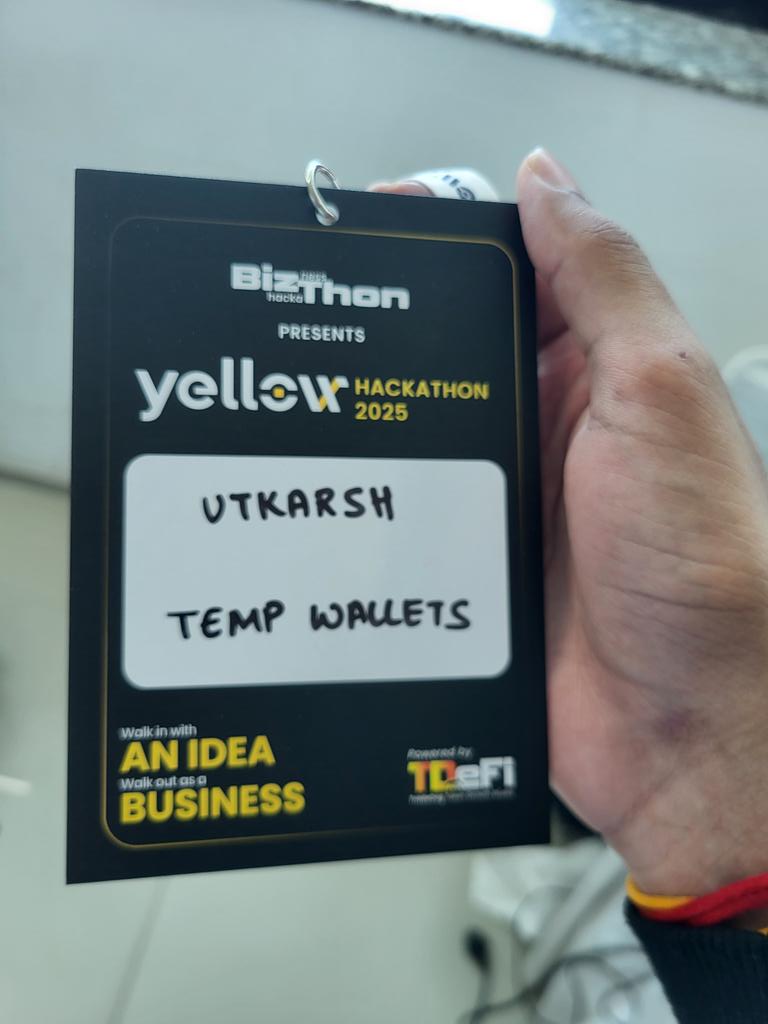 BizThon
hacka
PRESENTS
yellow HACKATHON
2025
UTKARSH
TEMP WALLETS
Walk in with
AN IDEA
Walk out as a
BUSINESS
Powered by
TDeFi